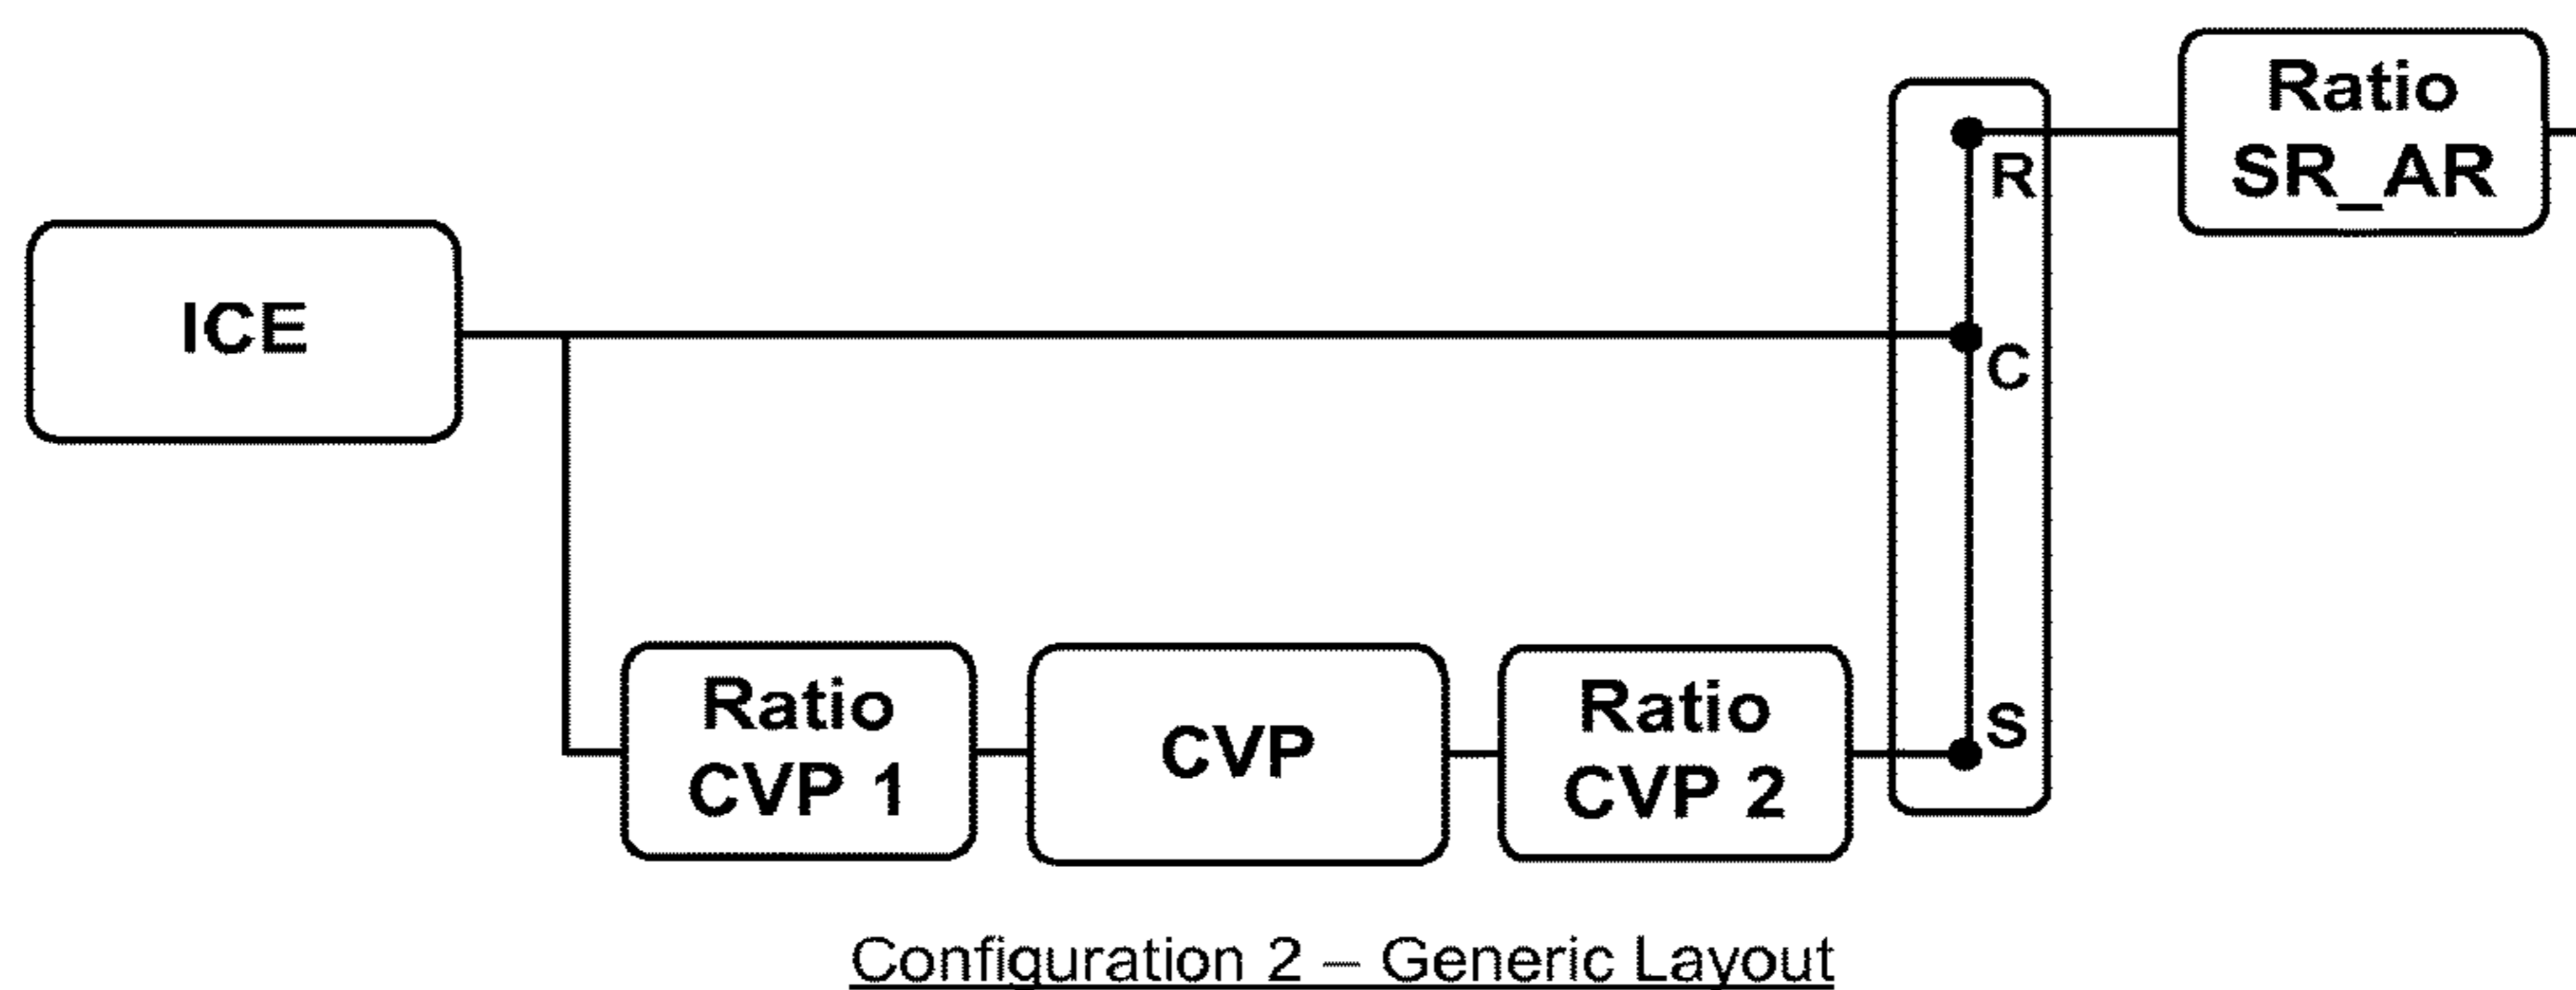 Ratio
SR_AR
R
ICE
C
Ratio
CVP 1
CVP
Ratio
CVP 2
S
Configuration 2 – Generic Layout